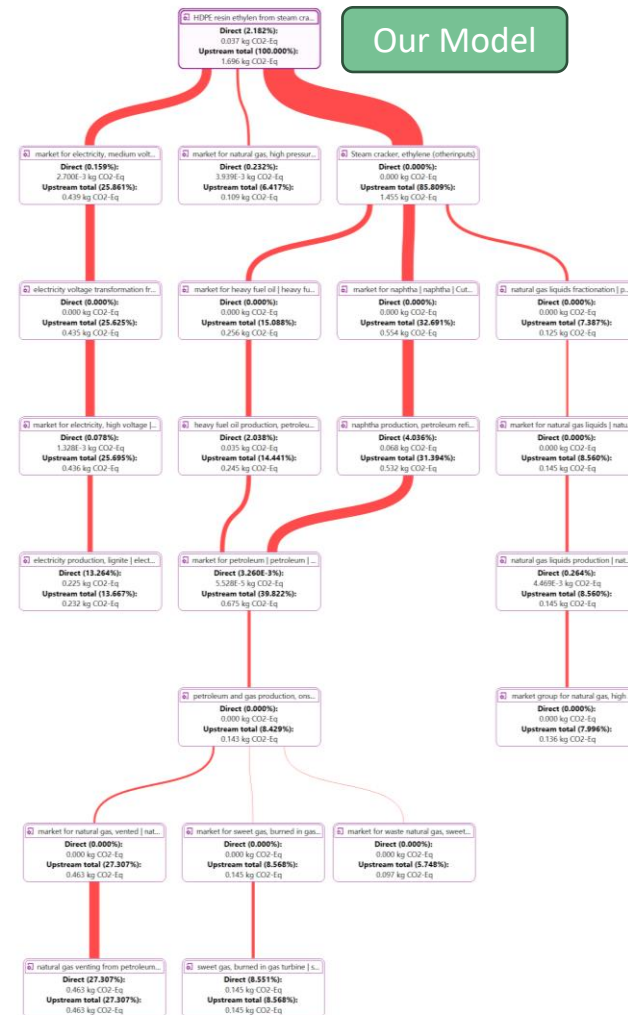 HDPE resin ethylen from steam cra...
Direct (2.182%):
0.037 kg CO2-Eq
Upstream total (100.000%):
1.696 kg CO2-Eq
Our Model
market for electricity, medium volt...
Direct (0.159%):
2.700E-3 kg CO2-Eq
Upstream total (25.861%):
0.439 kg CO2-Eq
market for natural gas, high pressur...
Direct (0.232%):
3.939E-3 kg CO2-Eq
Upstream total (6.417%):
0.109 kg CO2-Eq
Steam cracker, ethylene (otherinputs)
Direct (0.000%):
0.000 kg CO2-Eq
Upstream total (85.809%):
1.455 kg CO2-Eq
electricity voltage transformation fr...
Direct (0.000%):
0.000 kg CO2-Eq
Upstream total (25.625%):
0.435 kg CO2-Eq
market for heavy fuel oil | heavy fu...
Direct (0.000%):
0.000 kg CO2-Eq
Upstream total (15.088%):
0.256 kg CO2-Eq
market for naphtha | naphtha | Cut...
Direct (0.000%):
0.000 kg CO2-Eq
Upstream total (32.691%):
0.554 kg CO2-Eq
natural gas liquids fractionation | p...
Direct (0.000%):
0.000 kg CO2-Eq
Upstream total (7.387%):
0.125 kg CO2-Eq
market for electricity, high voltage |...
Direct (0.078%):
1.328E-3 kg CO2-Eq
Upstream total (25.695%):
0.436 kg CO2-Eq
heavy fuel oil production, petroleu...
Direct (2.038%):
0.035 kg CO2-Eq
Upstream total (14.441%):
0.245 kg CO2-Eq
naphtha production, petroleum refi...
Direct (4.036%):
0.068 kg CO2-Eq
Upstream total (31.394%):
0.532 kg CO2-Eq
market for natural gas liquids | natu
Direct (0.000%):
0.000 kg CO2-Eq
Upstream total (8.560%):
0.145 kg CO2-Eq
electricity production, lignite | elect...
Direct (13.264%):
0.225 kg CO2-Eq
Upstream total (13.667%):
0.232 kg CO2-Eq
market for petroleum | petroleum | ...
Direct (3.260E-3%):
5.528E-5 kg CO2-Eq
Upstream total (39.822%):
0.675 kg CO2-Eq
natural gas liquids production | nat.
Direct (0.264%):
4.469E-3 kg CO2-Eq
Upstream total (8.560%):
0.145 kg CO2-Eq
petroleum and gas production, ons...
Direct (0.000%):
0.000 kg CO2-Eq
Upstream total (8.429%):
0.143 kg CO2-Eq
market group for natural gas, high
Direct (0.000%):
0.000 kg CO2-Eq
Upstream total (7.996%):
0.136 kg CO2-Eq
market for natural gas, vented | nat...
Direct (0.000%):
0.000 kg CO2-Eq
Upstream total (27.307%):
0.463 kg CO2-Eq
market for sweet gas, burned in gas...
Direct (0.000%):
0.000 kg CO2-Eq
Upstream total (8.568%):
0.145 kg CO2-Eq
market for waste natural gas, sweet...
Direct (0.000%):
0.000 kg CO2-Eq
Upstream total (5.748%):
0.097 kg CO2-Eq
natural gas venting from petroleum...
Direct (27.307%):
0.463 kg CO2-Eq
Upstream total (27.307%):
0.463 kg CO2-Eq
sweet gas, burned in gas turbine | s...
Direct (8.551%):
0.145 kg CO2-Eq
Upstream total (8.568%):
0.145 kg CO2-Eq